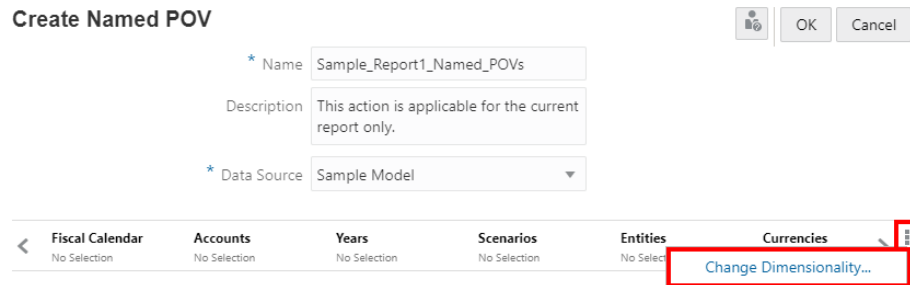 Create Named POV
OK
Cancel
* Name Sample_Report1_Named_POVs
Description This action is applicable for the current
report only.
* Data Source Sample Model
Fiscal Calendar Accounts Years Scenarios Entities Currencies
No Selection No Selection No Selection No Selection No Select
Change Dimensionality...